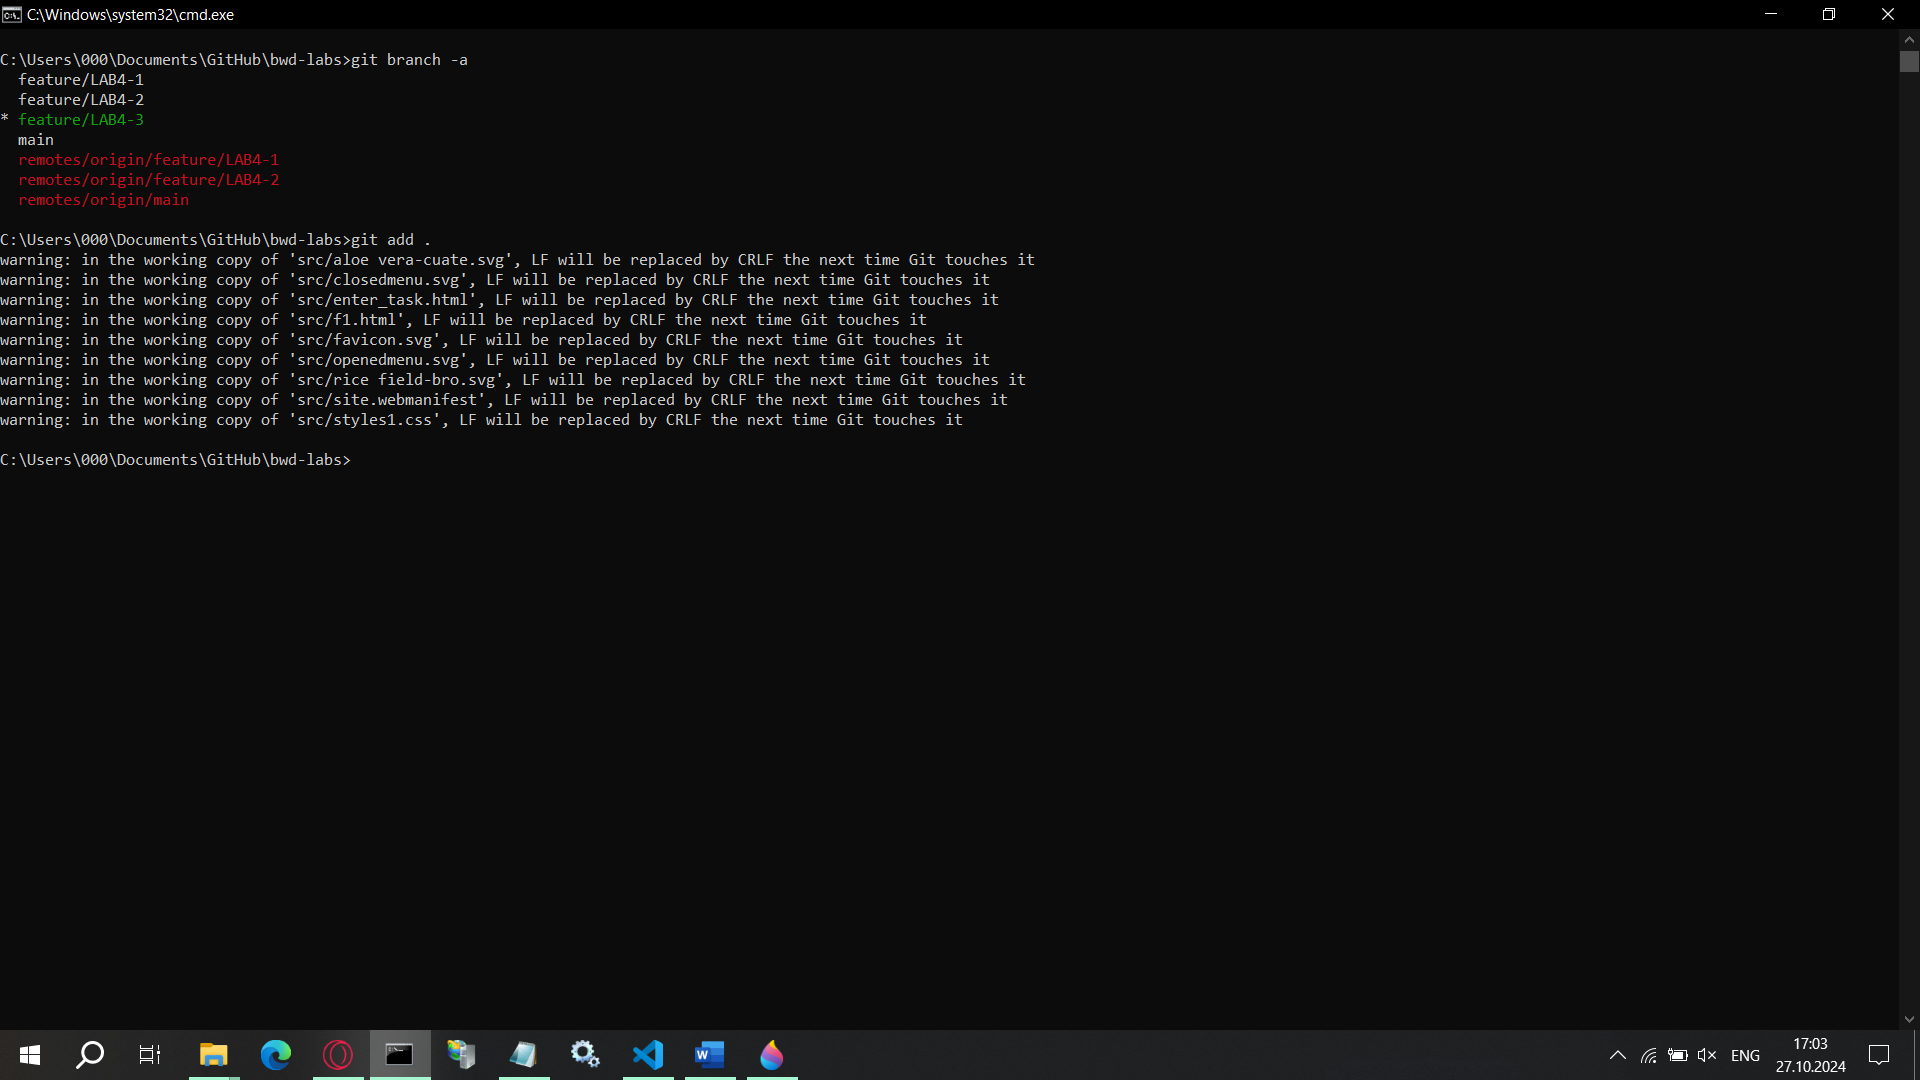 C:\Windows\system32\cmd.exe
C:\Users\000\Documents\GitHub\bwd-labs>git branch -a
  feature/LAB4-1
  feature/LAB4-2
* feature/LAB4-3
  main
  remotes/origin/feature/LAB4-1
  remotes/origin/feature/LAB4-2
  remotes/origin/main
C:\Users\000\Documents\GitHub\bwd-labs>git add .
warning: in the working copy of 'src/aloe vera-cuate.svg', LF will be replaced by CRLF the next time Git touches it
warning: in the working copy of 'src/closedmenu.svg', LF will be replaced by CRLF the next time Git touches it
warning: in the working copy of 'src/enter_task.html', LF will be replaced by CRLF the next time Git touches it
warning: in the working copy of 'src/f1.html', LF will be replaced by CRLF the next time Git touches it
warning: in the working copy of 'src/favicon.svg', LF will be replaced by CRLF the next time Git touches it
warning: in the working copy of 'src/openedmenu.svg', LF will be replaced by CRLF the next time Git touches it
warning: in the working copy of 'src/rice field-bro.svg', LF will be replaced by CRLF the next time Git touches it
warning: in the working copy of 'src/site.webmanifest', LF will be replaced by CRLF the next time Git touches it
warning: in the working copy of 'src/styles1.css', LF will be replaced by CRLF the next time Git touches it
C:\Users\000\Documents\GitHub\bwd-labs>
ENG
17:03
27.10.2024